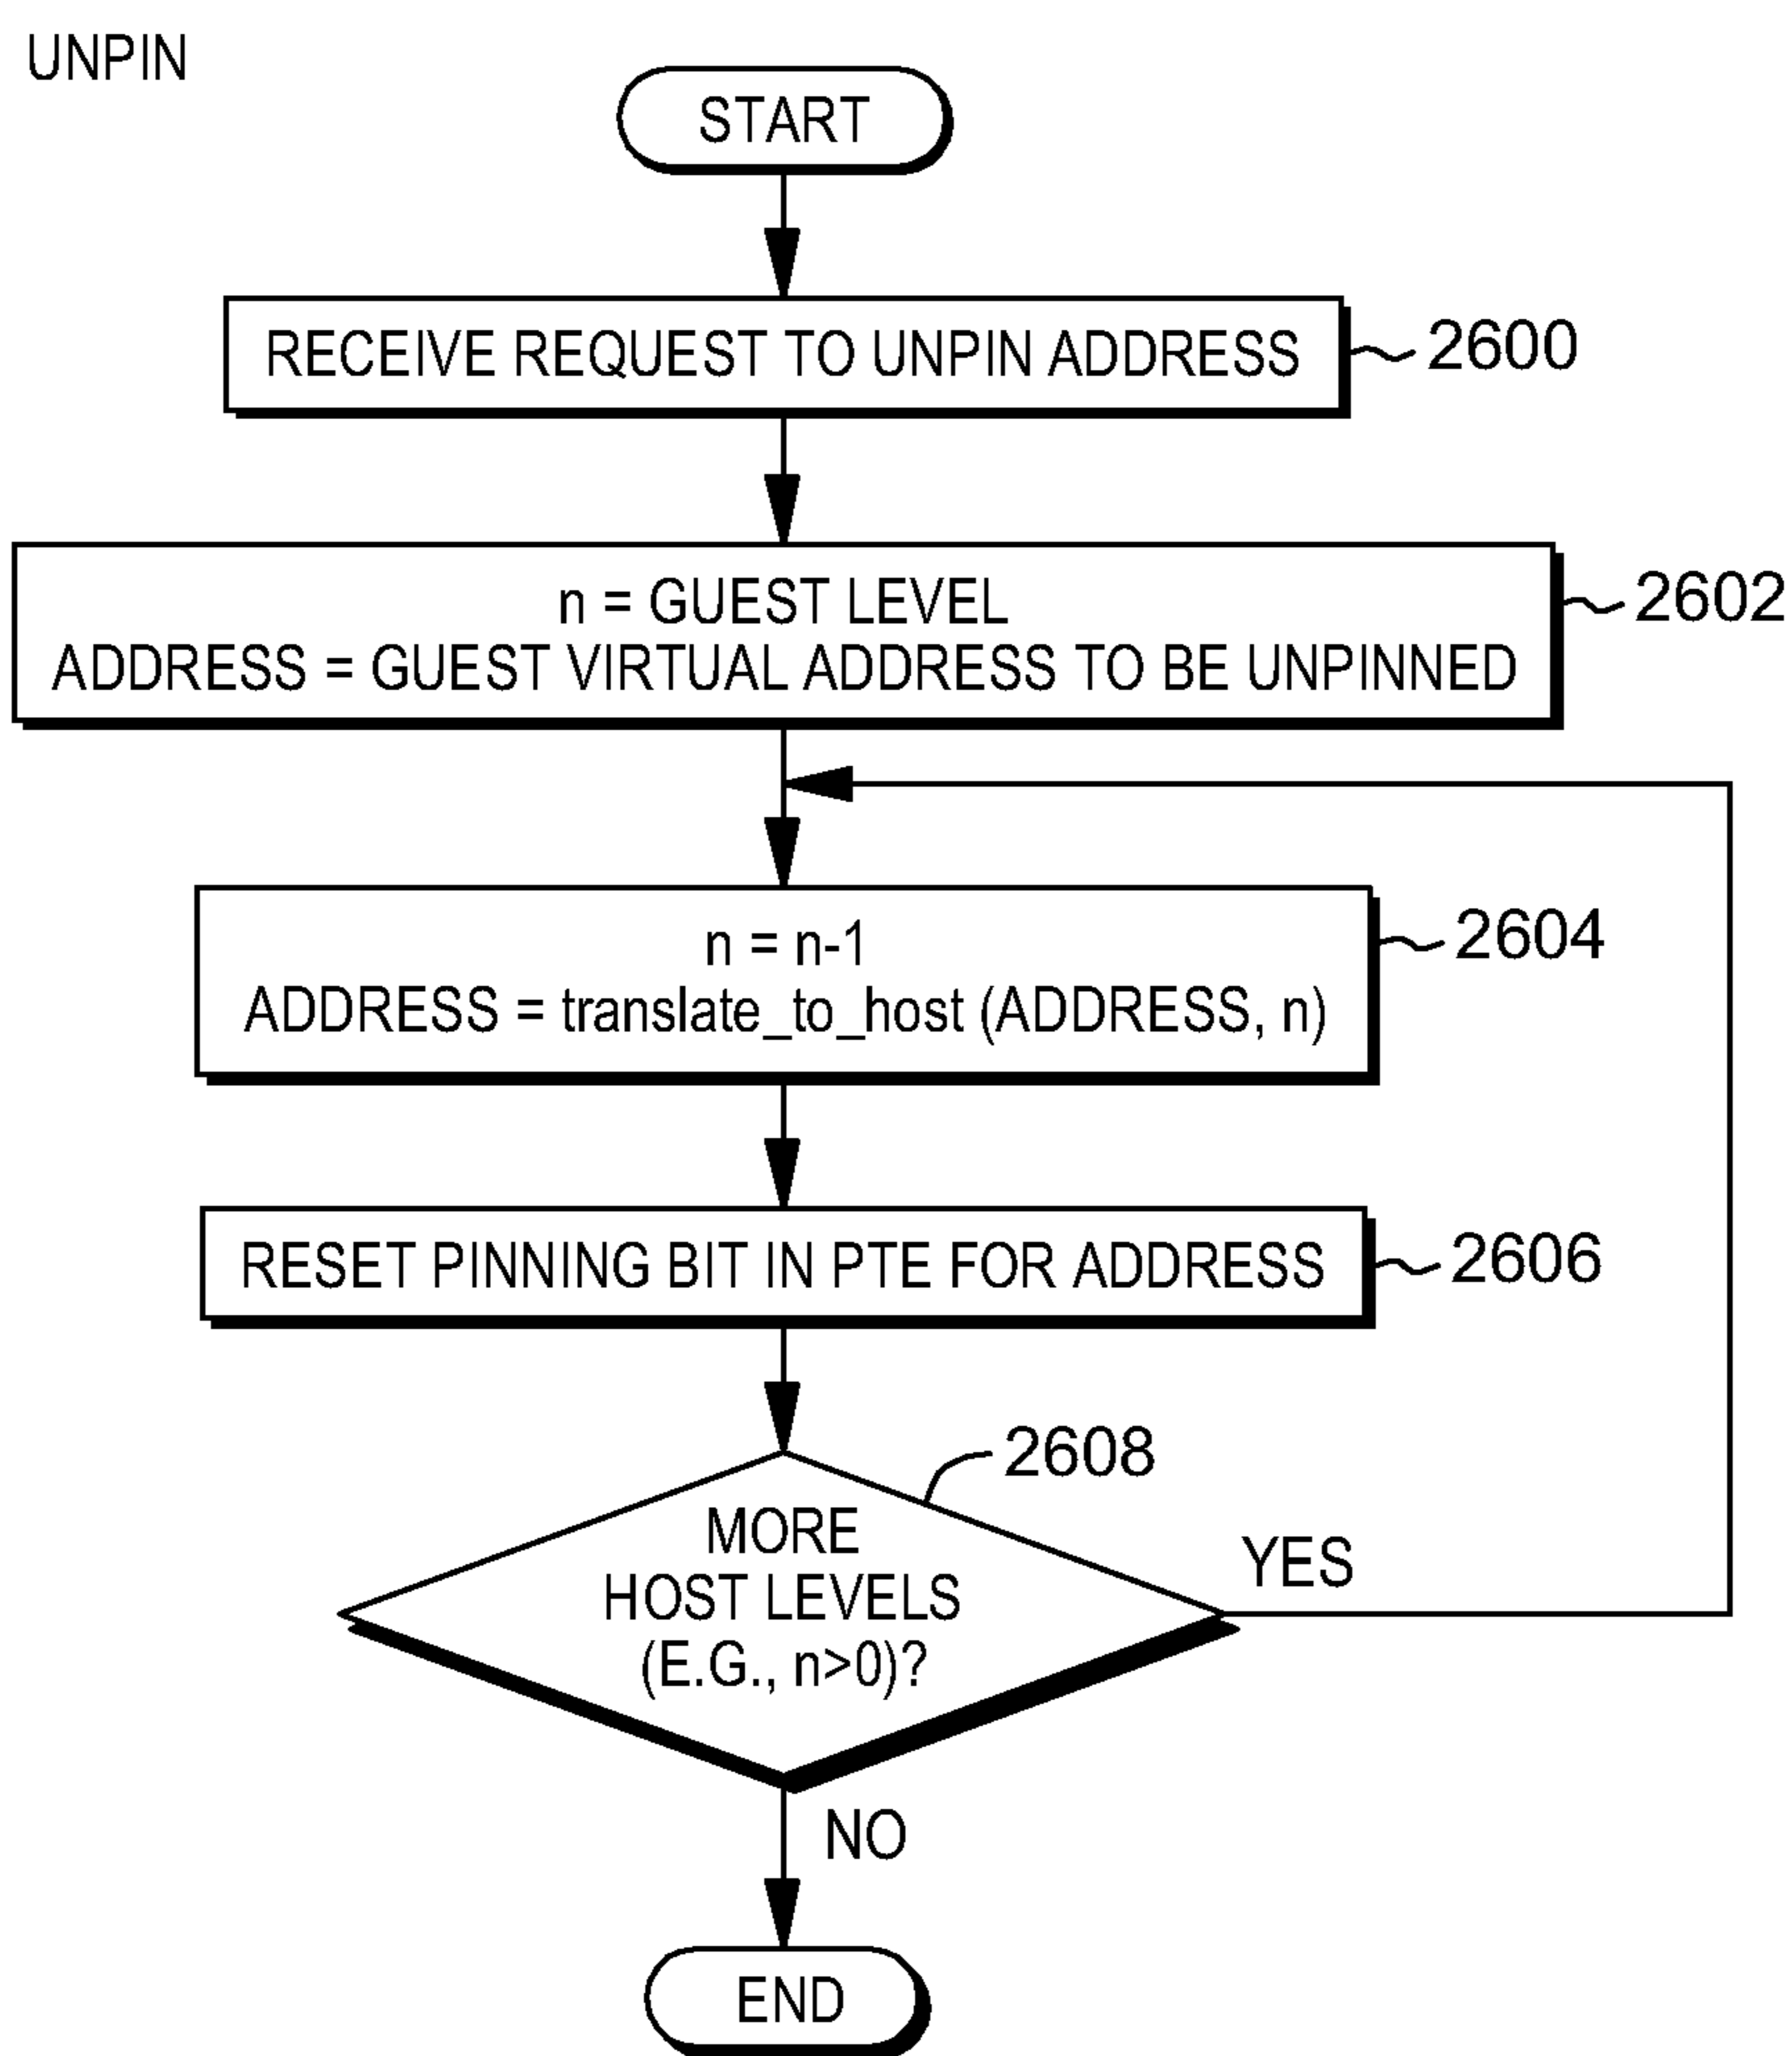 UNPIN
START
RECEIVE REQUEST TO UNPIN ADDRESS
2600
n = GUEST LEVEL
ADDRESS = GUEST VIRTUAL ADDRESS TO BE UNPINNED
2602
n = n-1
ADDRESS = translate_to_host (ADDRESS, n)
2604
RESET PINNING BIT IN PTE FOR ADDRESS
2606
2608
MORE
HOST LEVELS
(E.G., n>0)?
YES
NO
END